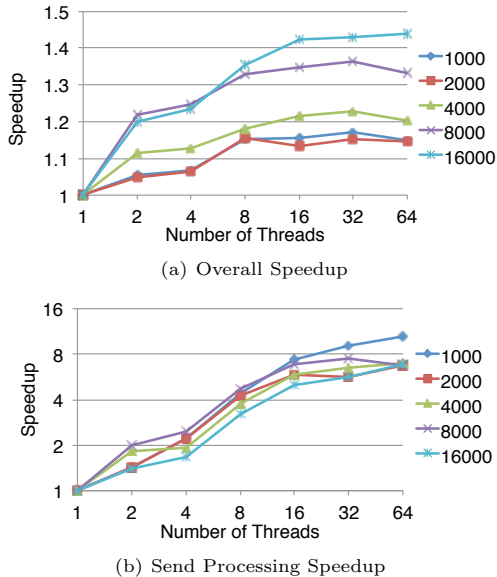 1.5
1.4
1.3
1.2
1.1
1
Speedup
1 2 4 8 16 32 64
Number of Threads
1000
2000
4000
8000
16000
(a) Overall Speedup
16
8
4
2
1
Speedup
1 2 4 8 16 32 64
Number of Threads
1000
2000
4000
8000
16000
(b) Send Processing Speedup